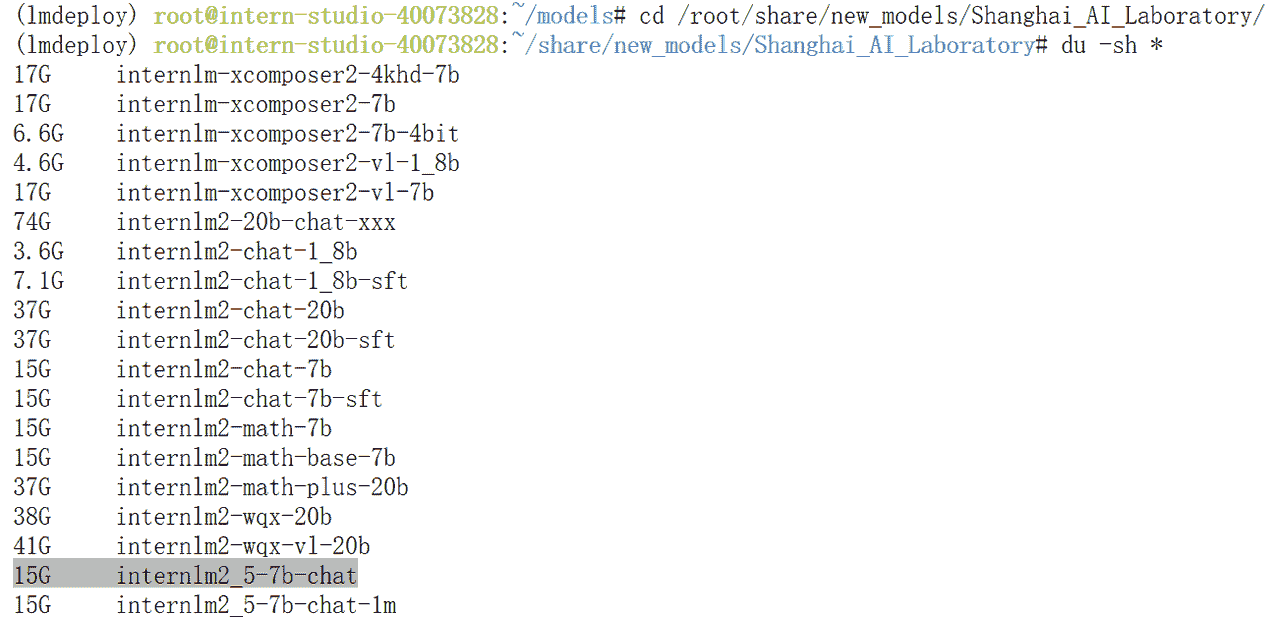 (lmdeploy) root@intern-studio-40073828:~/models# cd /root/share/new_models/Shanghai_AI_Laboratory/
(lmdeploy) root@intern-studio-40073828:~/share/new_models/Shanghai_AI_Laboratory# du -sh *
17G internlm-xcomposer2-4khd-7b
17G internlm-xcomposer2-7b
6.6G internlm-xcomposer2-7b-4bit
4.6G internlm-xcomposer2-vl-1_8b
17G internlm-xcomposer2-vl-7b
74G internlm2-20b-chat-xxx
3.6G internlm2-chat-1_8b
7.1G internlm2-chat-1_8b-sft
37G internlm2-chat-20b
37G internlm2-chat-20b-sft
15G internlm2-chat-7b
15G internlm2-chat-7b-sft
15G internlm2-math-7b
15G internlm2-math-base-7b
37G internlm2-math-plus-20b
38G internlm2-wqx-20b
41G internlm2-wqx-vl-20b
15G internlm2_5-7b-chat
15G internlm2_5-7b-chat-1m